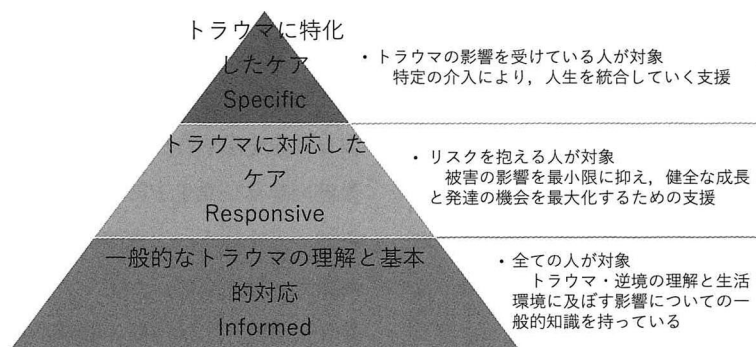 トラウマに特化
したケア
Specific
・トラウマの影響を受けている人が対象
特定の介入により，人生を統合していく支援
トラウマに対応した
ケア
Responsive
・リスクを抱える人が対象
被害の影響を最小限に抑え，健全な成長
と発達の機会を最大化するための支援
一般的なトラウマの理解と基本
的対応
Informed
・全ての人が対象
トラウマ・逆境の理解と生活
環境に及ぼす影響についての一
般的知識を持っている